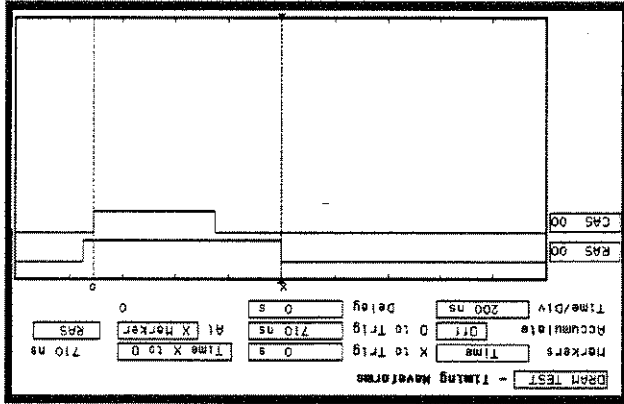 DRAM TEST - Timing Waveforms
Markers Time X to Trig 0 s Time X to O 710 ns
Accumulate Off O to Trig 710 ns At X Marker RAS
Time/Div 200 ns Delay 0 s 0
X O
RAS 00
CAS 00